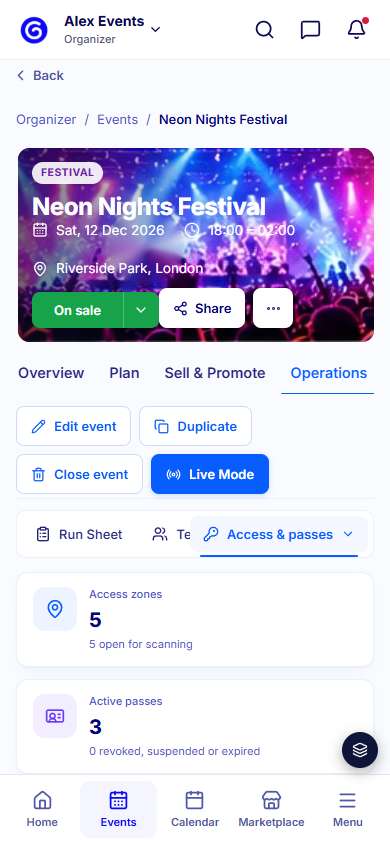 Alex Events
Organizer
Back
Organizer / Events / Neon Nights Festival
FESTIVAL
Neon Nights Festival
Sat, 12 Dec 2026 18:00 – 02:00
Riverside Park, London
On sale Share
Overview Plan Sell & Promote Operations
Edit event Duplicate
Close event Live Mode
Run Sheet Te Access & passes
Access zones
5
5 open for scanning
Active passes
3
0 revoked, suspended or expired
Home Events Calendar Marketplace Menu